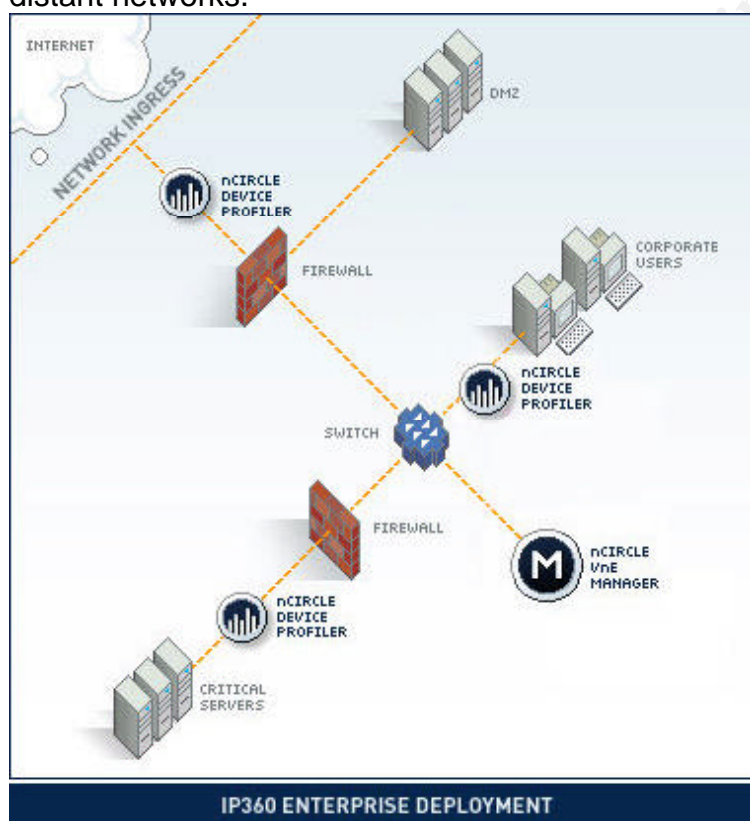 distant networks.
INTERNET
NETWORK INGRESS
DMZ
nCIRCLE
DEVICE
PROFILER
FIREWALL
CORPORATE
USERS
nCIRCLE
DEVICE
PROFILER
SWITCH
FIREWALL
nCIRCLE
VnE
MANAGER
M
nCIRCLE
DEVICE
PROFILER
CRITICAL
SERVERS
IP360 ENTERPRISE DEPLOYMENT